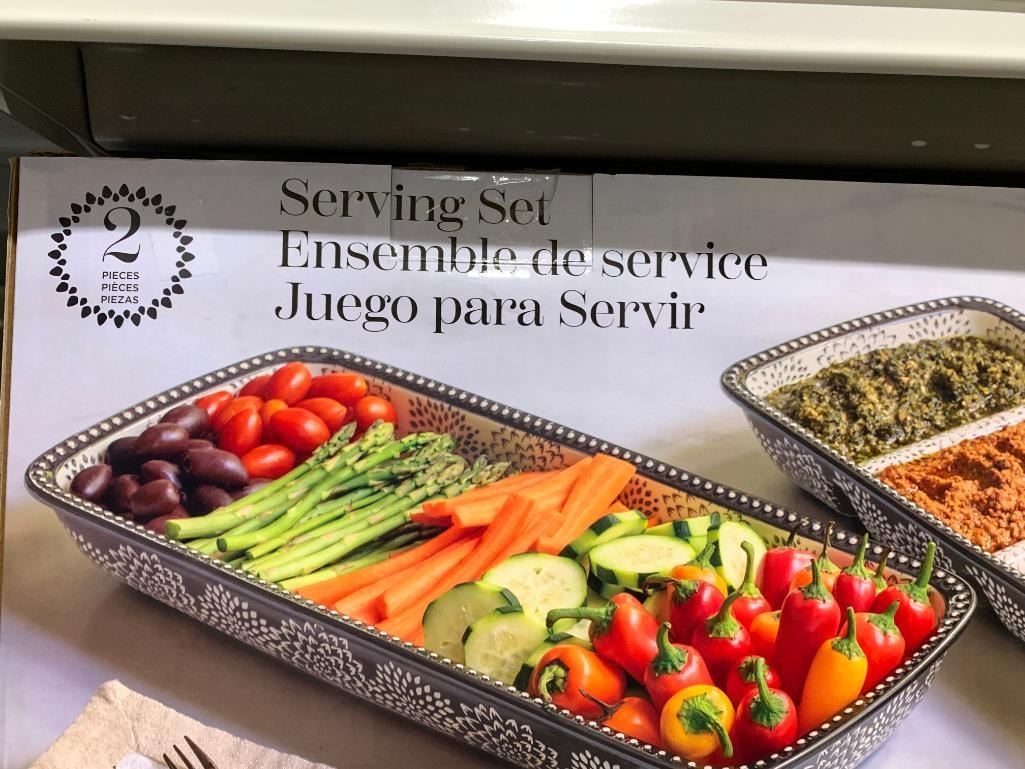 2
PIECES
PIÈCES
PIEZAS
Serving Set
Ensemble de service
Juego para Servir